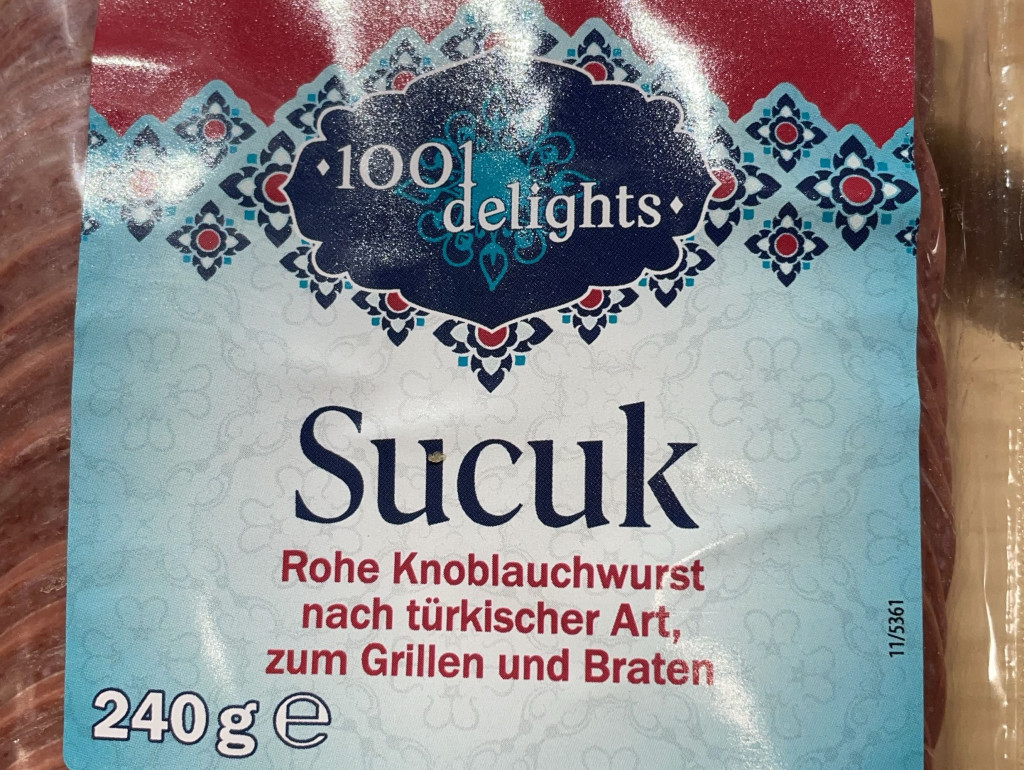 1001
delights
Sucuk
Rohe Knoblauchwurst
nach türkischer Art,
zum Grillen und Braten
240 g ℮
11/5361